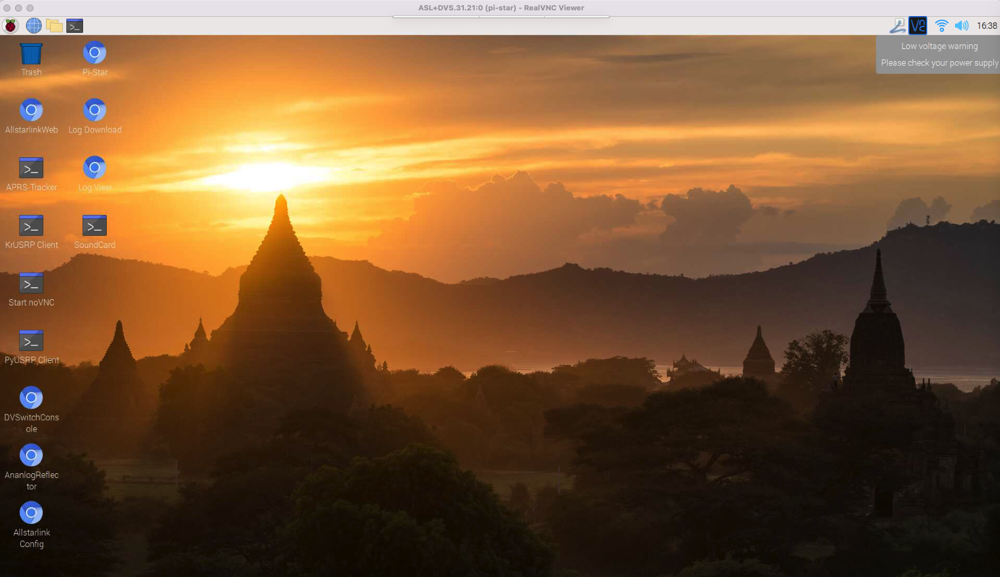 ASL+DVS.31.21:0 (pi-star) - RealVNC Viewer
16:38
Low voltage warning
Please check your power supply
Trash
Pi-Star
AllstarlinkWeb
Log Download
APRS-Tracker
Log View
KrUSRP Client
SoundCard
Start noVNC
PyUSRP Client
DVSwitchCons
ole
AnanlogReflec
tor
Allstarlink
Config